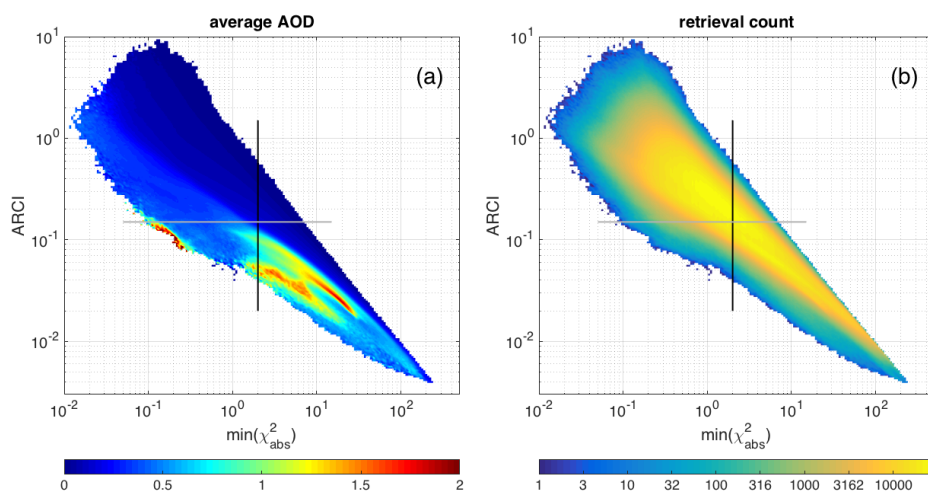 average AOD
(a)
10^1
10^0
10^-1
10^-2
ARCI
10^-2 10^-1 10^0 10^1 10^2
min(χ²_abs)
0 0.5 1 1.5 2
retrieval count
(b)
10^1
10^0
10^-1
10^-2
ARCI
10^-2 10^-1 10^0 10^1 10^2
min(χ²_abs)
1 3 10 32 100 316 1000 3162 10000